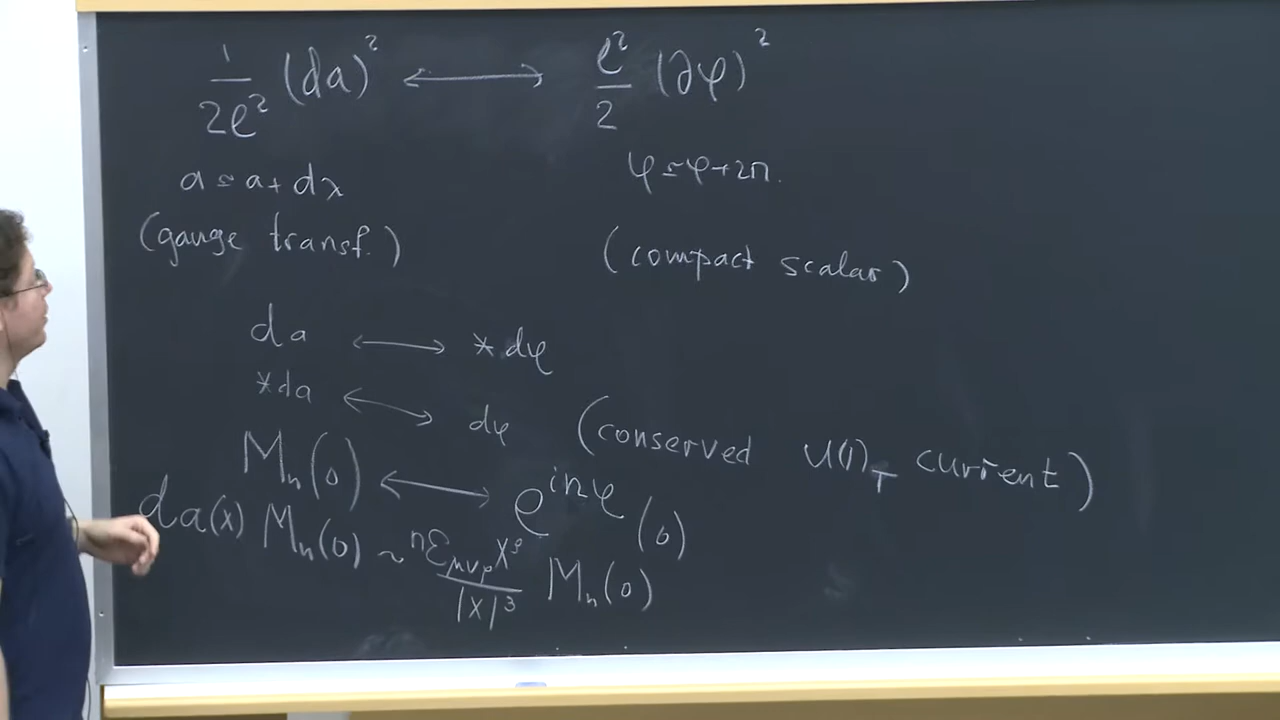 1/2e² (da)² ⟷ e²/2 (∂φ)²
a ≃ a + dλ φ ≃ φ + 2π.
(gauge transf.) (compact scalar)
da ⟷ *dφ
*da ⟷ dφ (conserved U(1)_T current)
M_n(0) ⟷ e^{inφ}(0)
da(x) M_n(0) ~ nε_{μνρ}x^ρ/|x|³ M_n(0)